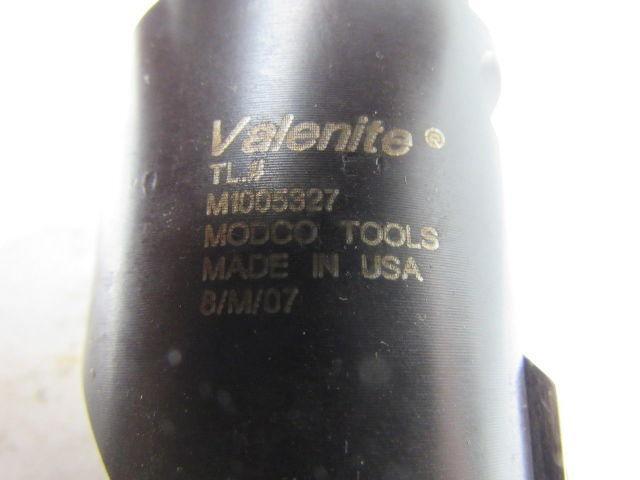 Valenite®
TL.#
M1005327
MODCO TOOLS
MADE IN USA
8/M/07